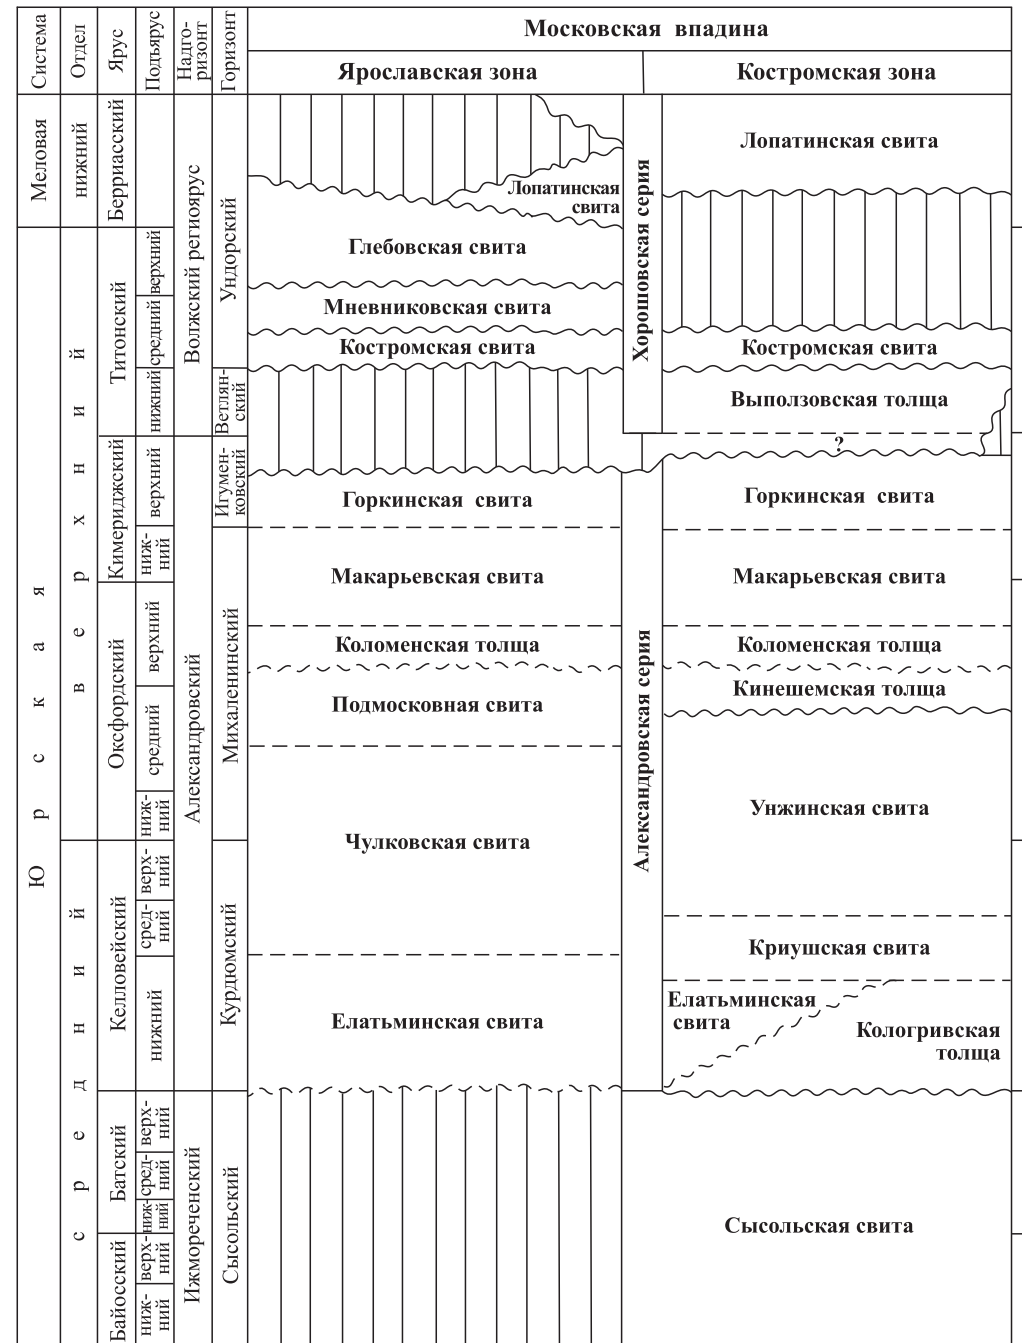 Система
Отдел
Ярус
Подъярус
Надго-
ризонт
Горизонт
Московская впадина
Ярославская зона
Костромская зона
Меловая
нижний
Берриасский
Волжский региоярус
Ундорский
Хорошовская серия
Лопатинская свита
Лопатинская
свита
Юрская
верхний
Титонский
верхний
Глебовская свита
средний
Мневниковская свита
Костромская свита
Костромская свита
нижний
Ветлян-
ский
Выползовская толща
?
Кимериджский
верхний
Александровский
Игумен-
ковский
Горкинская свита
Александровская серия
Горкинская свита
ниж-
ний
Михаленинский
Макарьевская свита
Макарьевская свита
Оксфордский
верхний
Коломенская толща
Коломенская толща
Подмосковная свита
Кинешемская толща
средний
ниж-
ний
Чулковская свита
Унжинская свита
средний
Келловейский
верх-
ний
Курдюмский
сред-
ний
Криушская свита
нижний
Елатьминская свита
Елатьминская
свита
Кологривская
толща
Батский
верх-
ний
Ижмореченский
Сысольский
сред-
ний
ниж-
ний
Сысольская свита
Байосский
верх-
ний
ниж-
ний